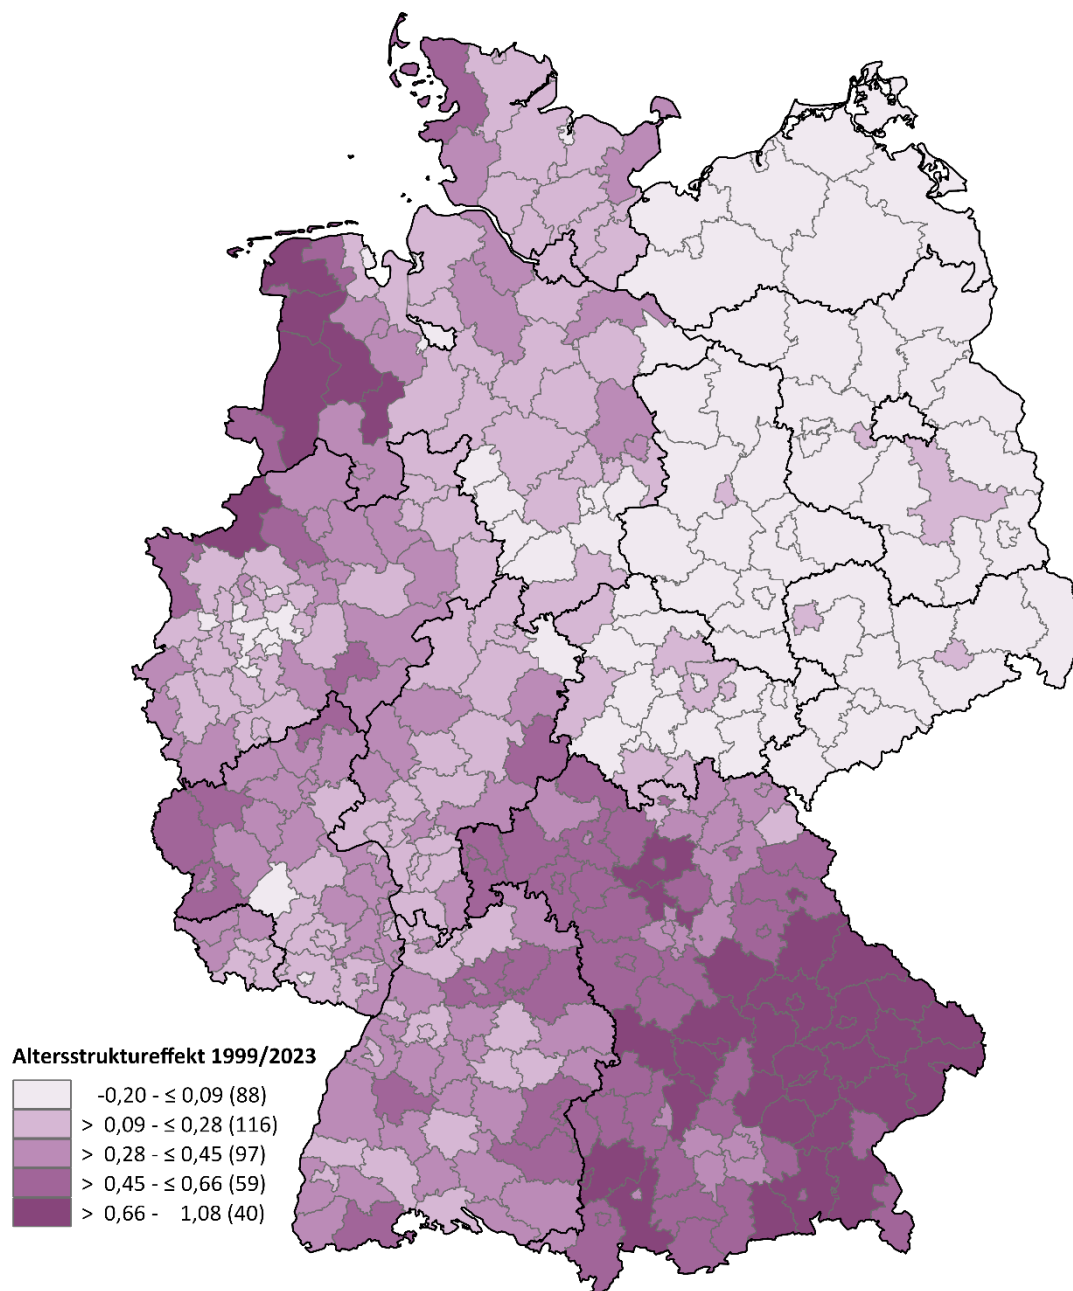 Altersstruktureffekt 1999/2023
-0,20 - ≤ 0,09 (88)
> 0,09 - ≤ 0,28 (116)
> 0,28 - ≤ 0,45 (97)
> 0,45 - ≤ 0,66 (59)
> 0,66 - 1,08 (40)